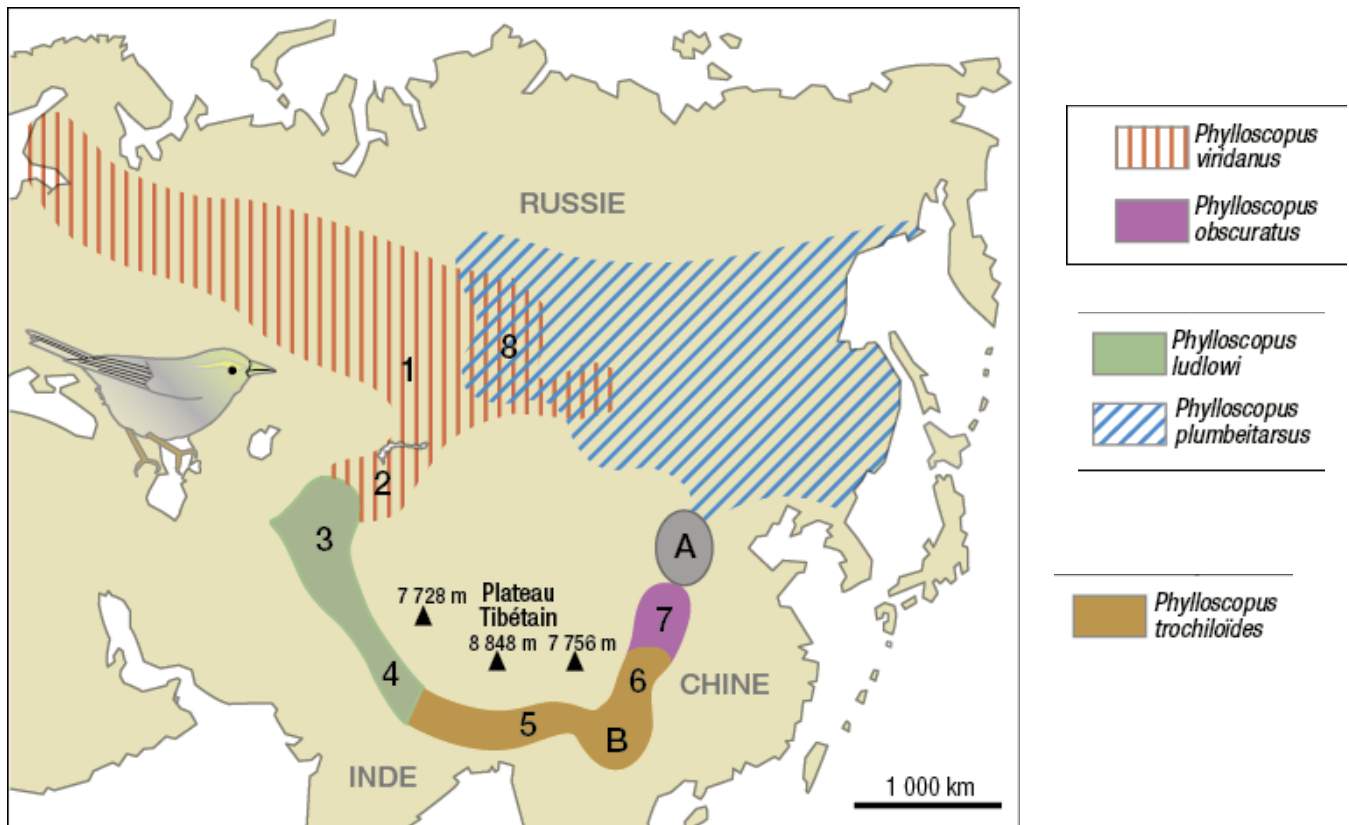 RUSSIE
8
1
2
3
A
7 728 m
Plateau
Tibétain
8 848 m
7 756 m
7
4
6
CHINE
5
B
INDE
1 000 km
Phylloscopus
viridanus
Phylloscopus
obscuratus
Phylloscopus
ludlowi
Phylloscopus
plumbeitarsus
Phylloscopus
trochiloïdes